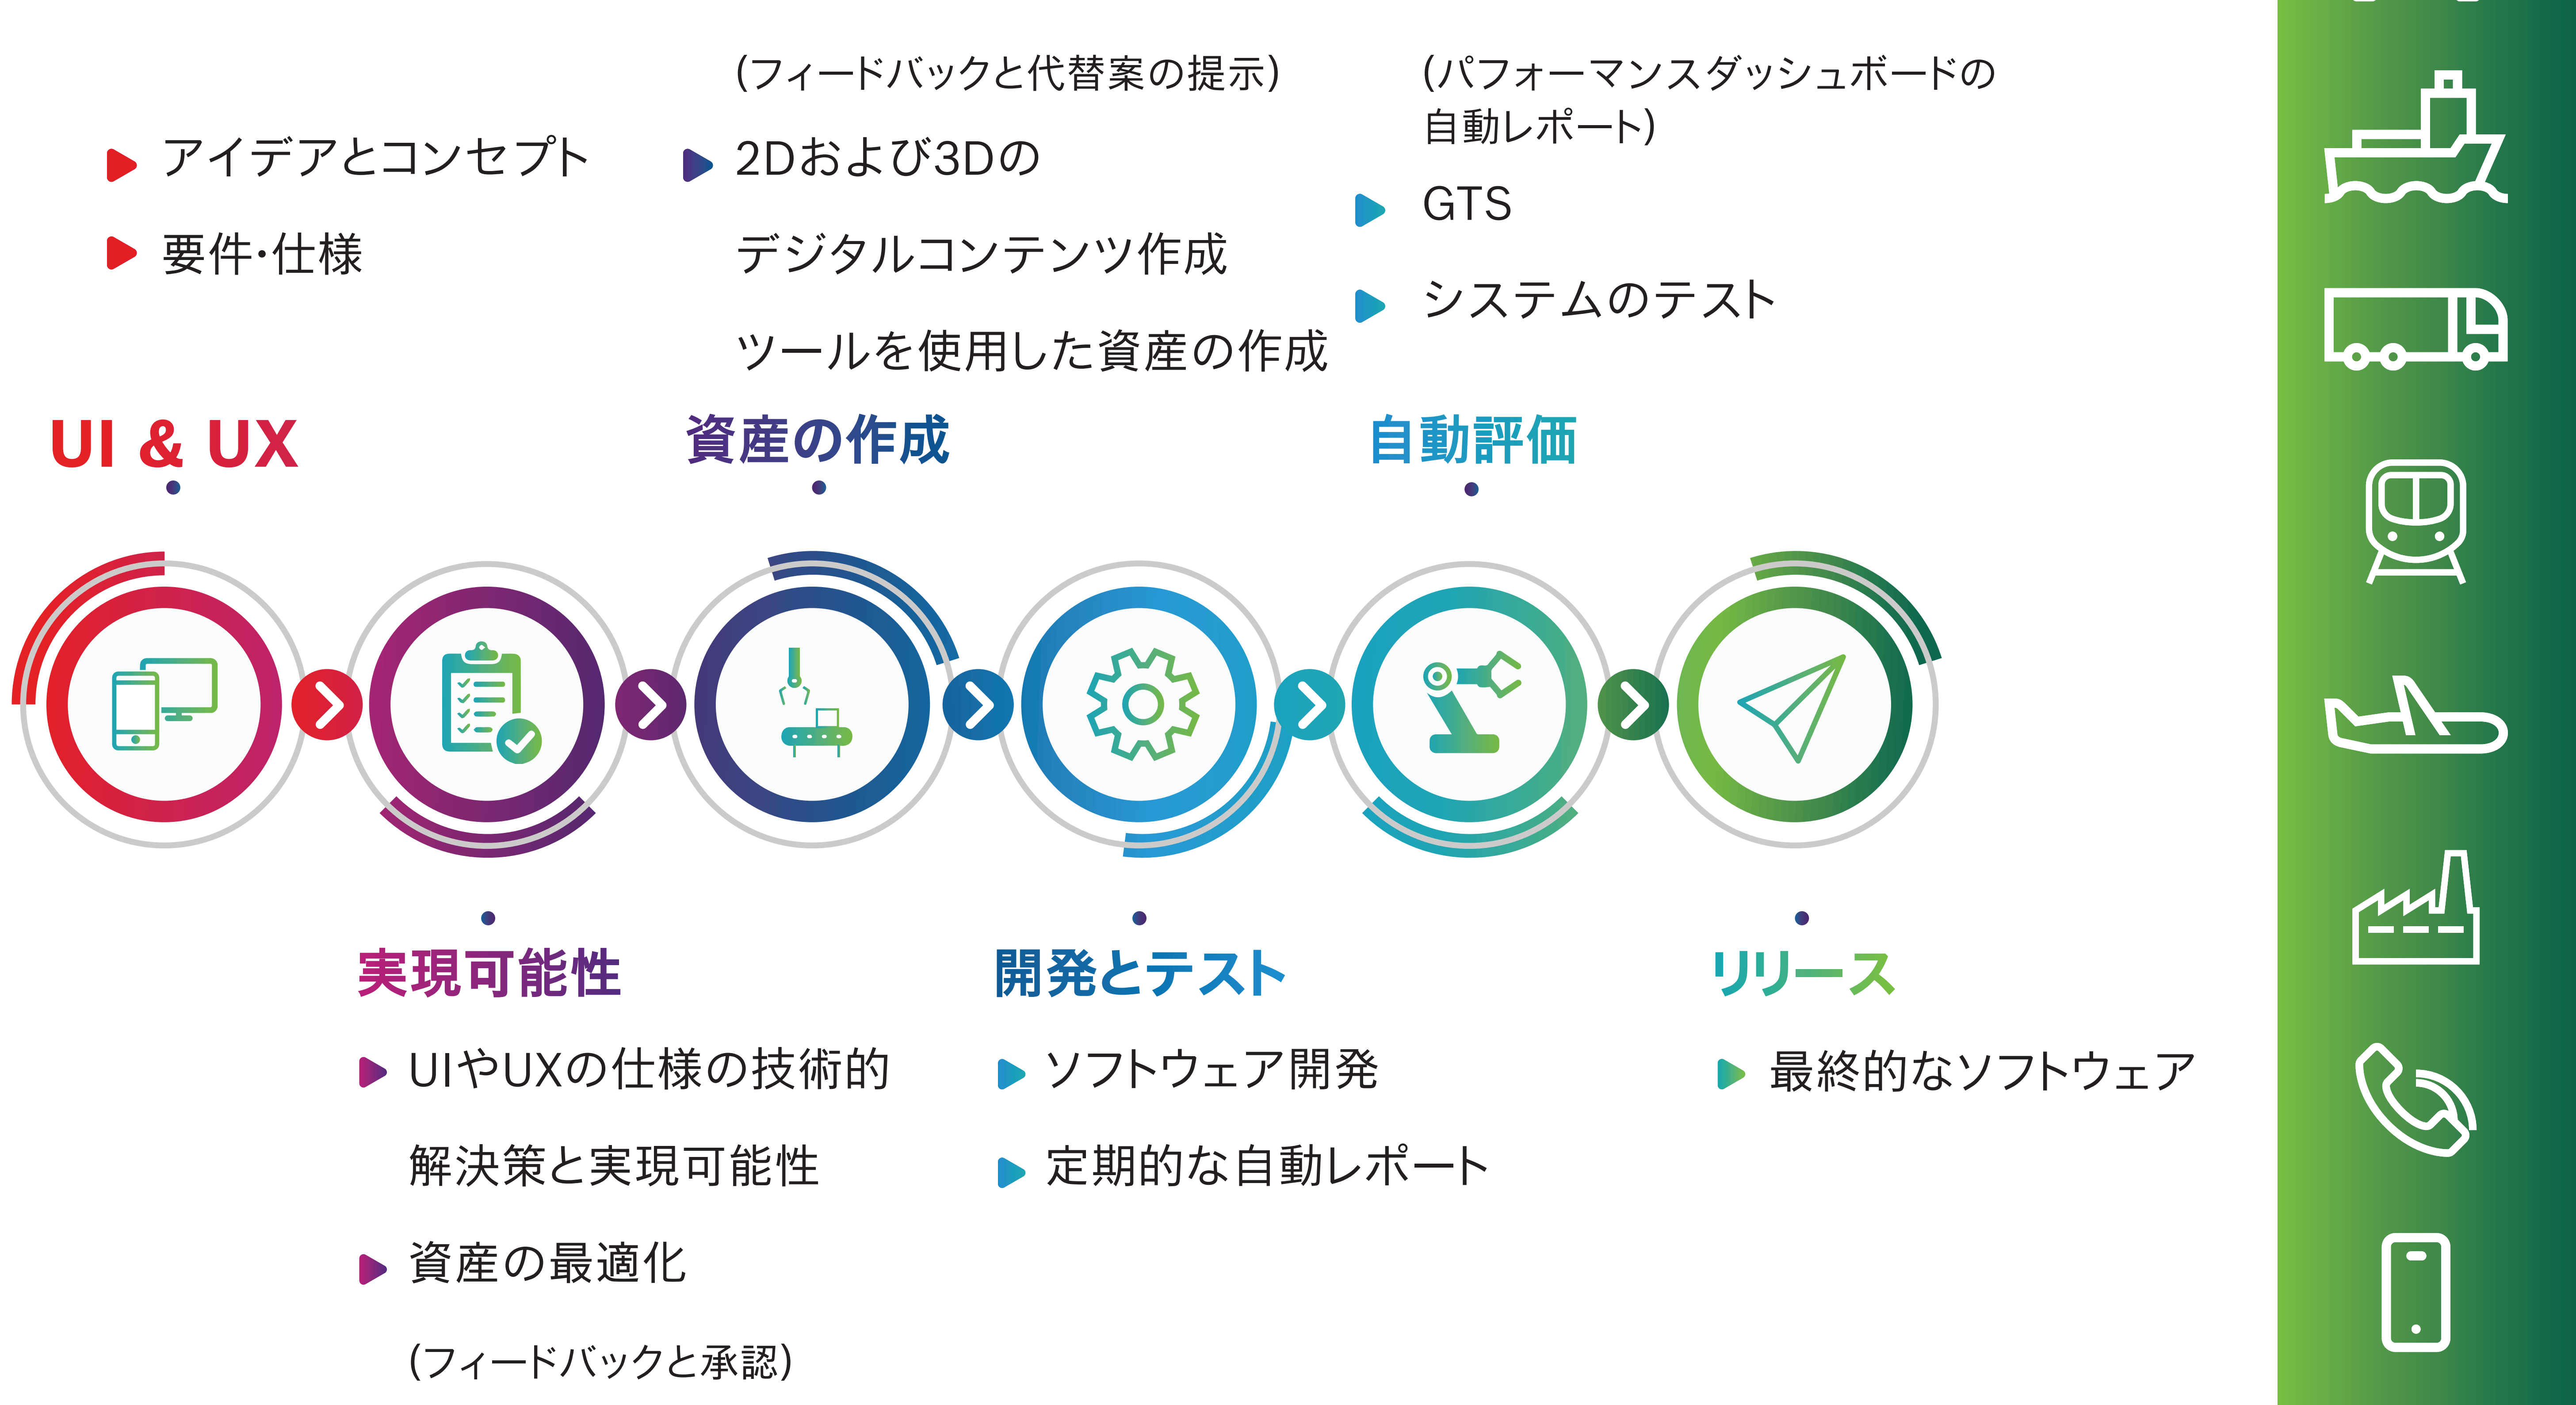 (フィードバックと代替案の提示)
(パフォーマンスダッシュボードの
自動レポート)
アイデアとコンセプト
要件・仕様
2Dおよび3Dの
デジタルコンテンツ作成
ツールを使用した資産の作成
GTS
システムのテスト
UI & UX
資産の作成
自動評価
実現可能性
UIやUXの仕様の技術的
解決策と実現可能性
資産の最適化
(フィードバックと承認)
開発とテスト
ソフトウェア開発
定期的な自動レポート
リリース
最終的なソフトウェア